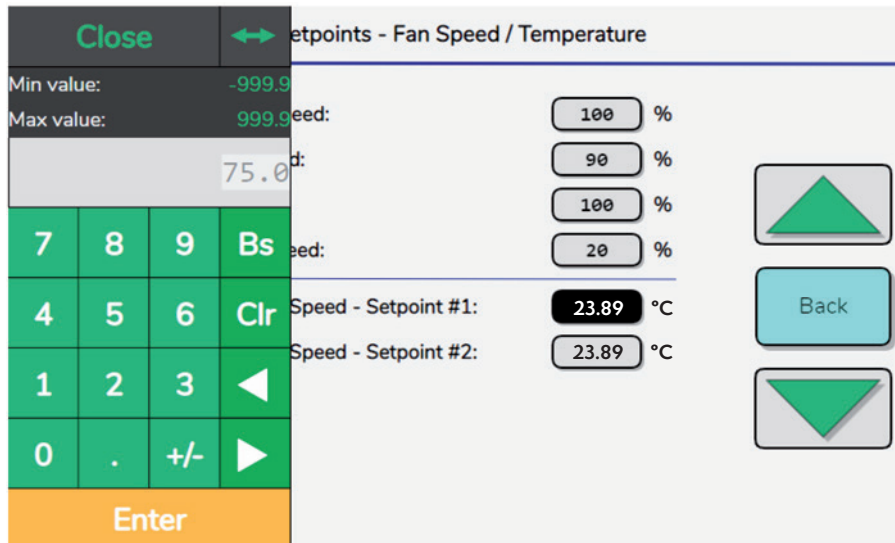 Close
etpoints - Fan Speed / Temperature
Min value: -999.9
Max value: 999.9
75.0
eed: 100 %
d: 90 %
100 %
eed: 20 %
Speed - Setpoint #1: 23.89 °C
Speed - Setpoint #2: 23.89 °C
7 8 9 Bs
4 5 6 Clr
1 2 3
0 . +/-
Enter
Back